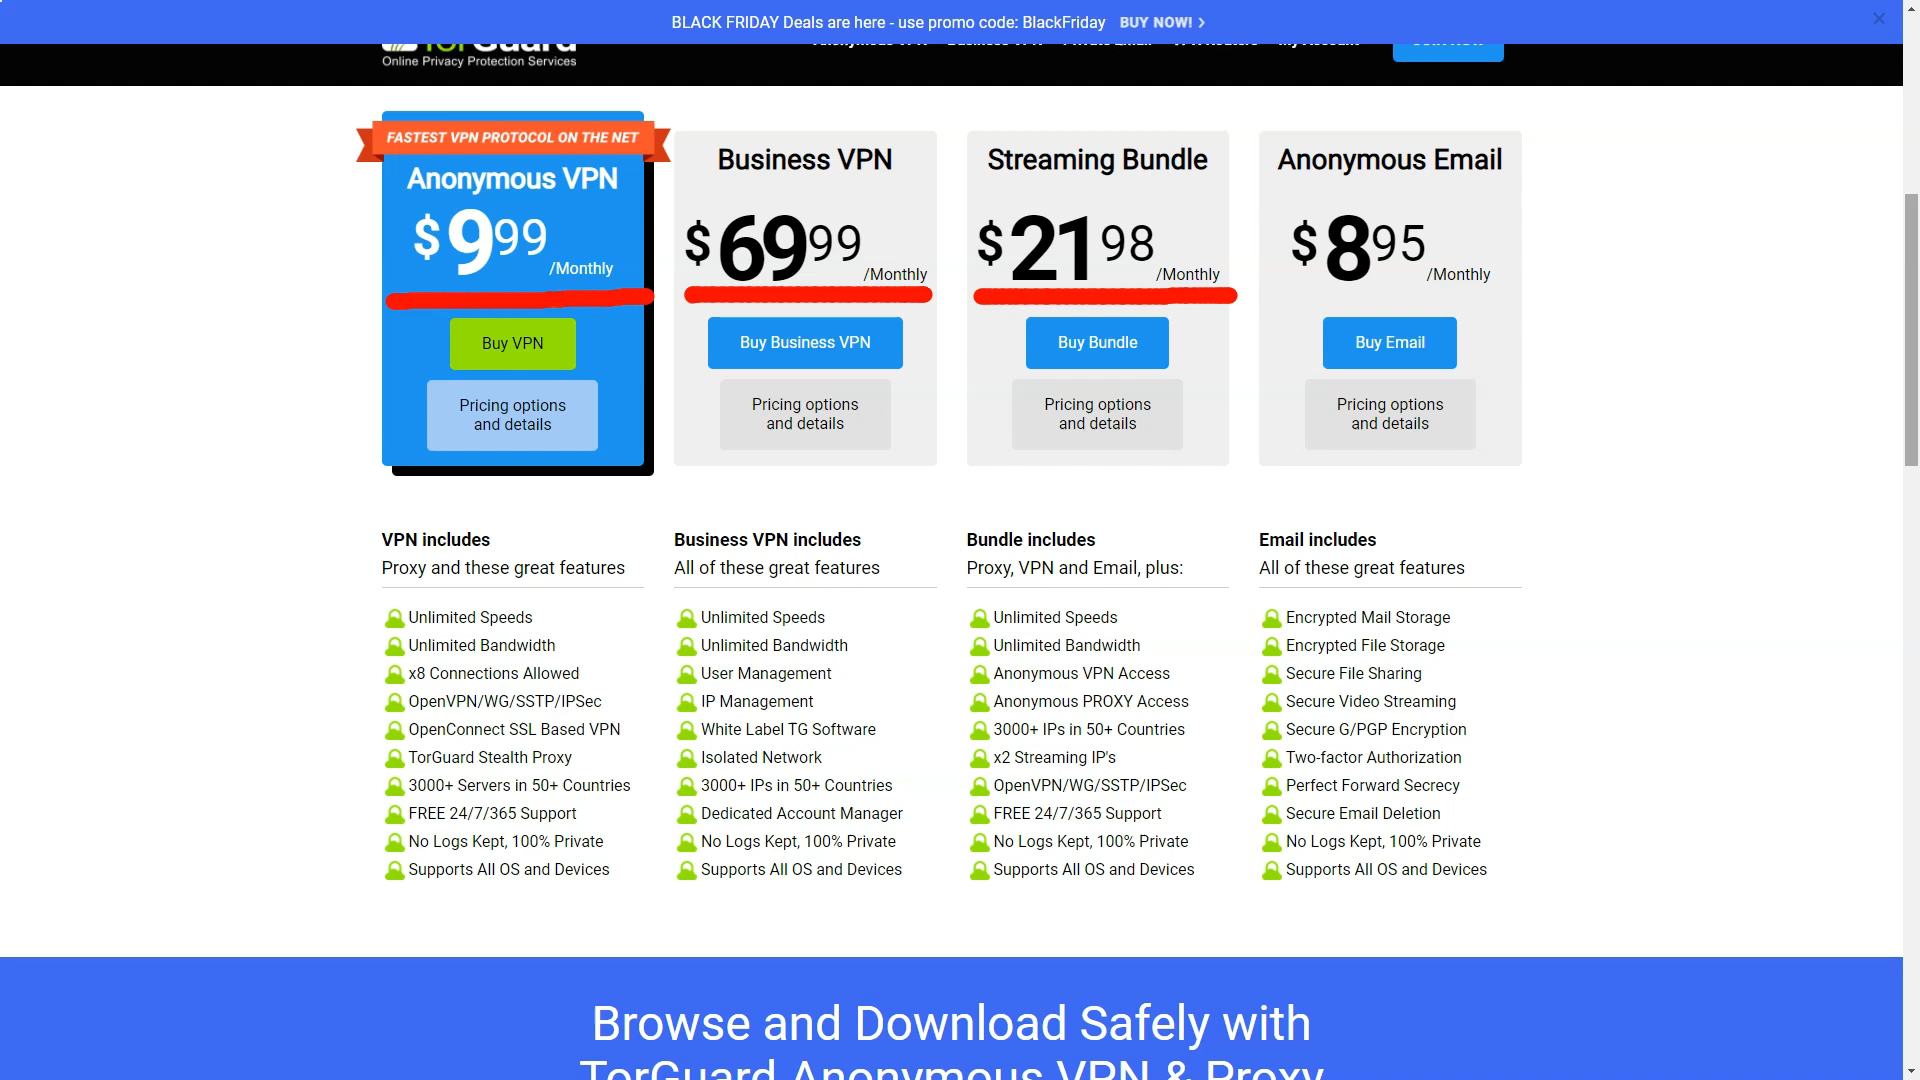 BLACK FRIDAY Deals are here - use promo code: BlackFriday BUY NOW!
TorGuard
Online Privacy Protection Services
FASTEST VPN PROTOCOL ON THE NET
Anonymous VPN
$999
/Monthly
Buy VPN
Pricing options
and details
Business VPN
$6999
/Monthly
Buy Business VPN
Pricing options
and details
Streaming Bundle
$2198
/Monthly
Buy Bundle
Pricing options
and details
Anonymous Email
$895
/Monthly
Buy Email
Pricing options
and details
VPN includes
Proxy and these great features
Unlimited Speeds
Unlimited Bandwidth
x8 Connections Allowed
OpenVPN/WG/SSTP/IPSec
OpenConnect SSL Based VPN
TorGuard Stealth Proxy
3000+ Servers in 50+ Countries
FREE 24/7/365 Support
No Logs Kept, 100% Private
Supports All OS and Devices
Business VPN includes
All of these great features
Unlimited Speeds
Unlimited Bandwidth
User Management
IP Management
White Label TG Software
Isolated Network
3000+ IPs in 50+ Countries
Dedicated Account Manager
No Logs Kept, 100% Private
Supports All OS and Devices
Bundle includes
Proxy, VPN and Email, plus:
Unlimited Speeds
Unlimited Bandwidth
Anonymous VPN Access
Anonymous PROXY Access
3000+ IPs in 50+ Countries
x2 Streaming IP's
OpenVPN/WG/SSTP/IPSec
FREE 24/7/365 Support
No Logs Kept, 100% Private
Supports All OS and Devices
Email includes
All of these great features
Encrypted Mail Storage
Encrypted File Storage
Secure File Sharing
Secure Video Streaming
Secure G/PGP Encryption
Two-factor Authorization
Perfect Forward Secrecy
Secure Email Deletion
No Logs Kept, 100% Private
Supports All OS and Devices
Browse and Download Safely with
TorGuard Anonymous VPN & Proxy